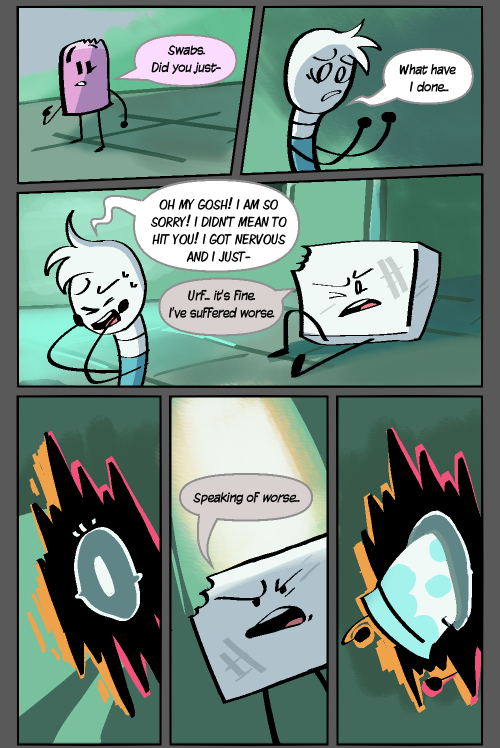 Swabs.
Did you just-
What have
I done...
OH MY GOSH! I AM SO
SORRY! I DIDN'T MEAN TO
HIT YOU! I GOT NERVOUS
AND I JUST-
Urf... it's fine.
I've suffered worse.
Speaking of worse...